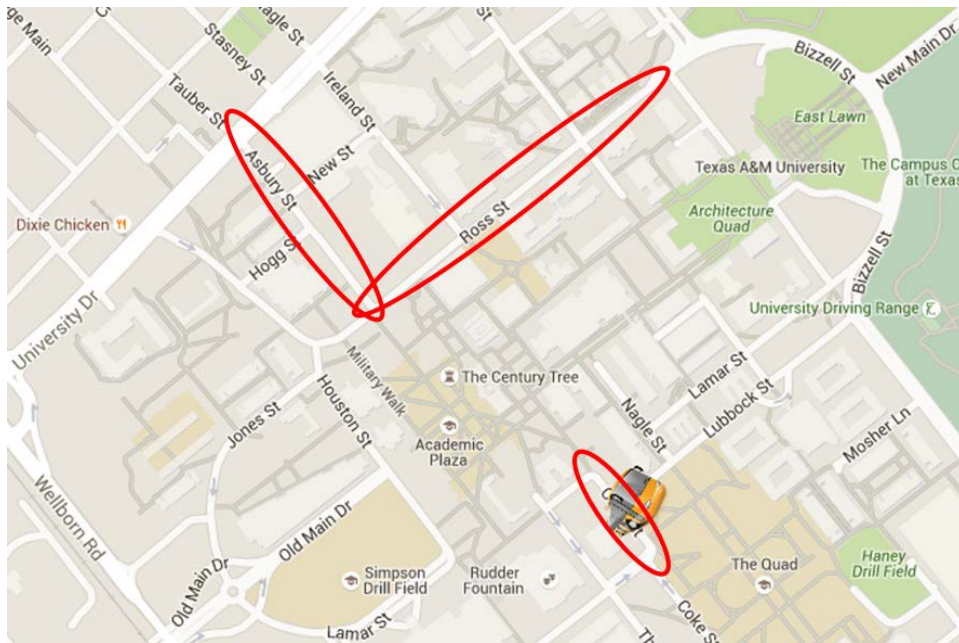 ge Main
Nagle St
Stasney St
Tauber St
Ireland St
Bizzell St
New Main Dr
East Lawn
Asbury St
New St
Texas A&M University
The Campus C
at Texas
Dixie Chicken
Architecture
Quad
Ross St
Hogg St
Bizzell St
University Dr
University Driving Range
Military Walk
The Century Tree
Lamar St
Houston St
Nagle St
Lubbock St
Jones St
Academic
Plaza
Mosher Ln
Wellborn Rd
Old Main Dr
Old Main Dr
Simpson
Drill Field
Rudder
Fountain
The Quad
Haney
Drill Field
Coke St
Lamar St